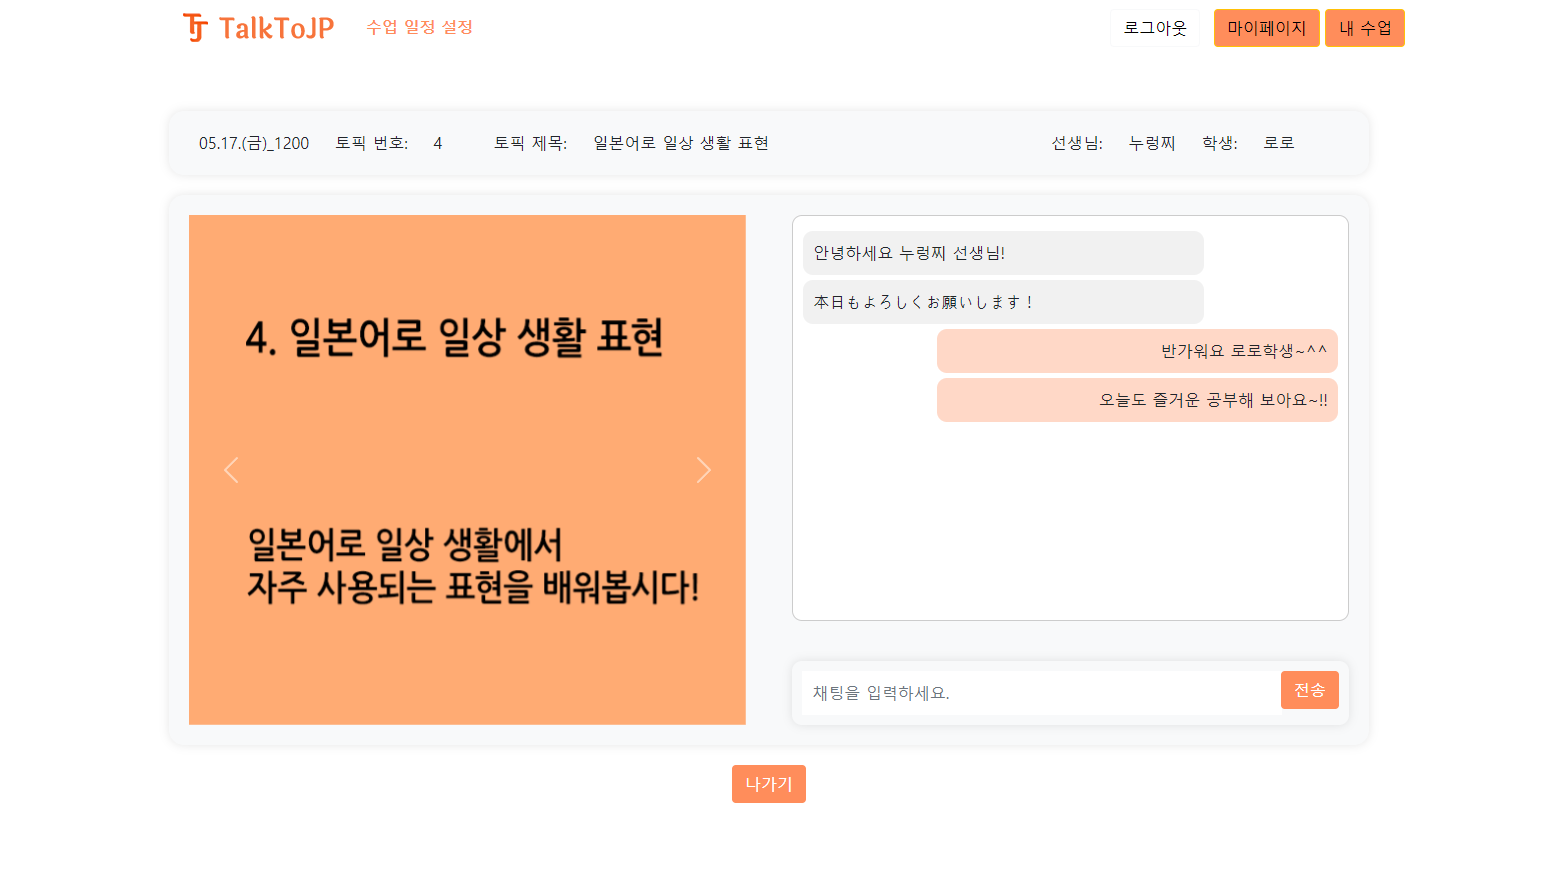 TJ TalkToJP 수업 일정 설정 로그아웃 마이페이지 내 수업
05.17.(금)_1200 토픽 번호: 4 토픽 제목: 일본어로 일상 생활 표현 선생님: 누렁찌 학생: 로로
4. 일본어로 일상 생활 표현
일본어로 일상 생활에서
자주 사용되는 표현을 배워봅시다!
안녕하세요 누렁찌 선생님!
本日もよろしくお願いします！
반가워요 로로학생~^^
오늘도 즐거운 공부해 보아요~!!
채팅을 입력하세요. 전송
나가기